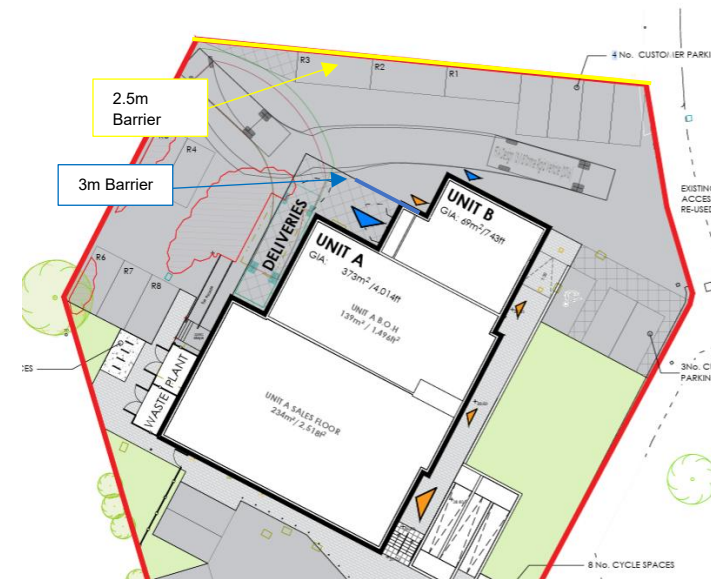 4 No. CUSTOMER PARKI
R3
R2
R1
2.5m
Barrier
R4
3m Barrier
EXISTING
ACCES
RE-USED
UNIT B
GIA: 69m²/743ft
DELIVERIES
UNIT A
GIA: 373m² /4,014ft
UNIT A B.O.H
139m² / 1,496ft²
R6
R7
R8
CES
PLANT
WASTE
UNIT A SALES FLOOR
234m² / 2,518ft²
3No. CU
PARKIN
8 No. CYCLE SPACES